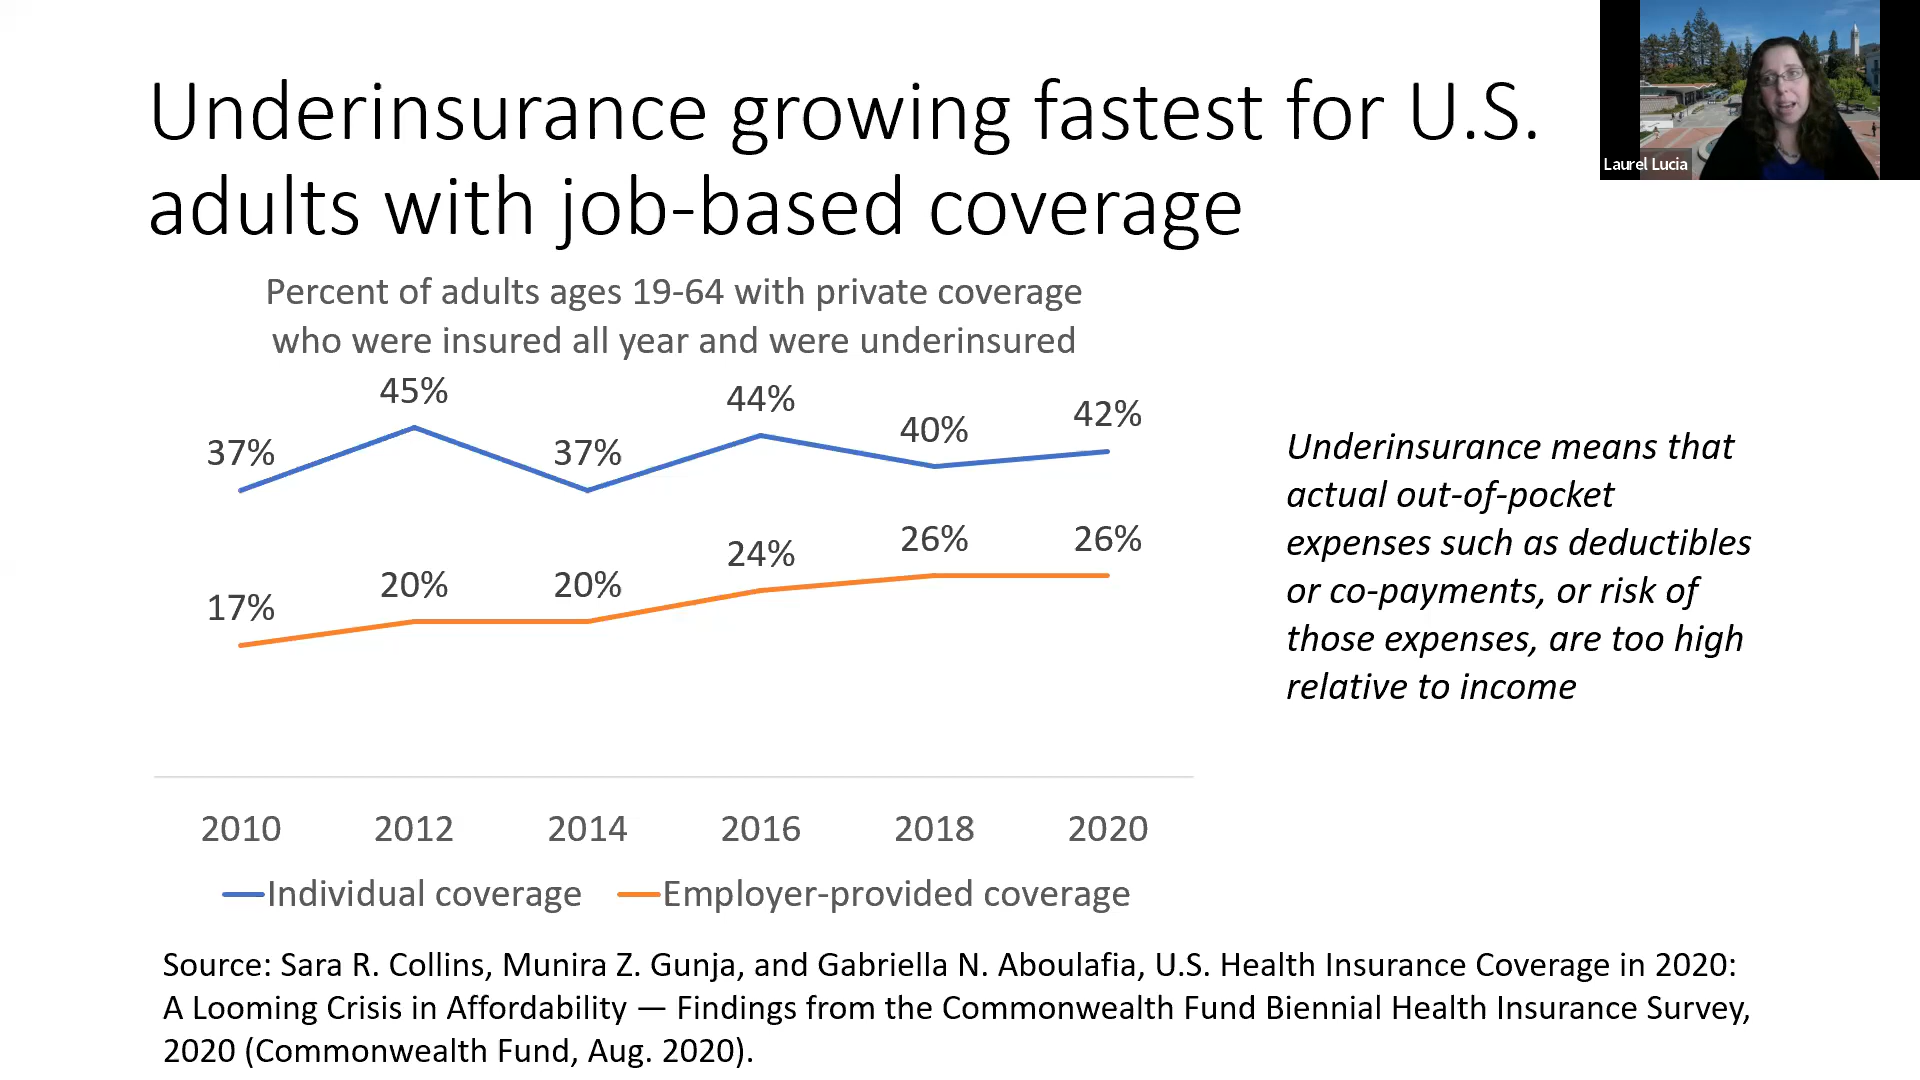 Underinsurance growing fastest for U.S.
adults with job-based coverage
Laurel Lucia
Percent of adults ages 19-64 with private coverage
who were insured all year and were underinsured
37%
45%
37%
44%
40%
42%
17%
20%
20%
24%
26%
26%
2010
2012
2014
2016
2018
2020
Individual coverage
Employer-provided coverage
Underinsurance means that
actual out-of-pocket
expenses such as deductibles
or co-payments, or risk of
those expenses, are too high
relative to income
Source: Sara R. Collins, Munira Z. Gunja, and Gabriella N. Aboulafia, U.S. Health Insurance Coverage in 2020:
A Looming Crisis in Affordability — Findings from the Commonwealth Fund Biennial Health Insurance Survey,
2020 (Commonwealth Fund, Aug. 2020).